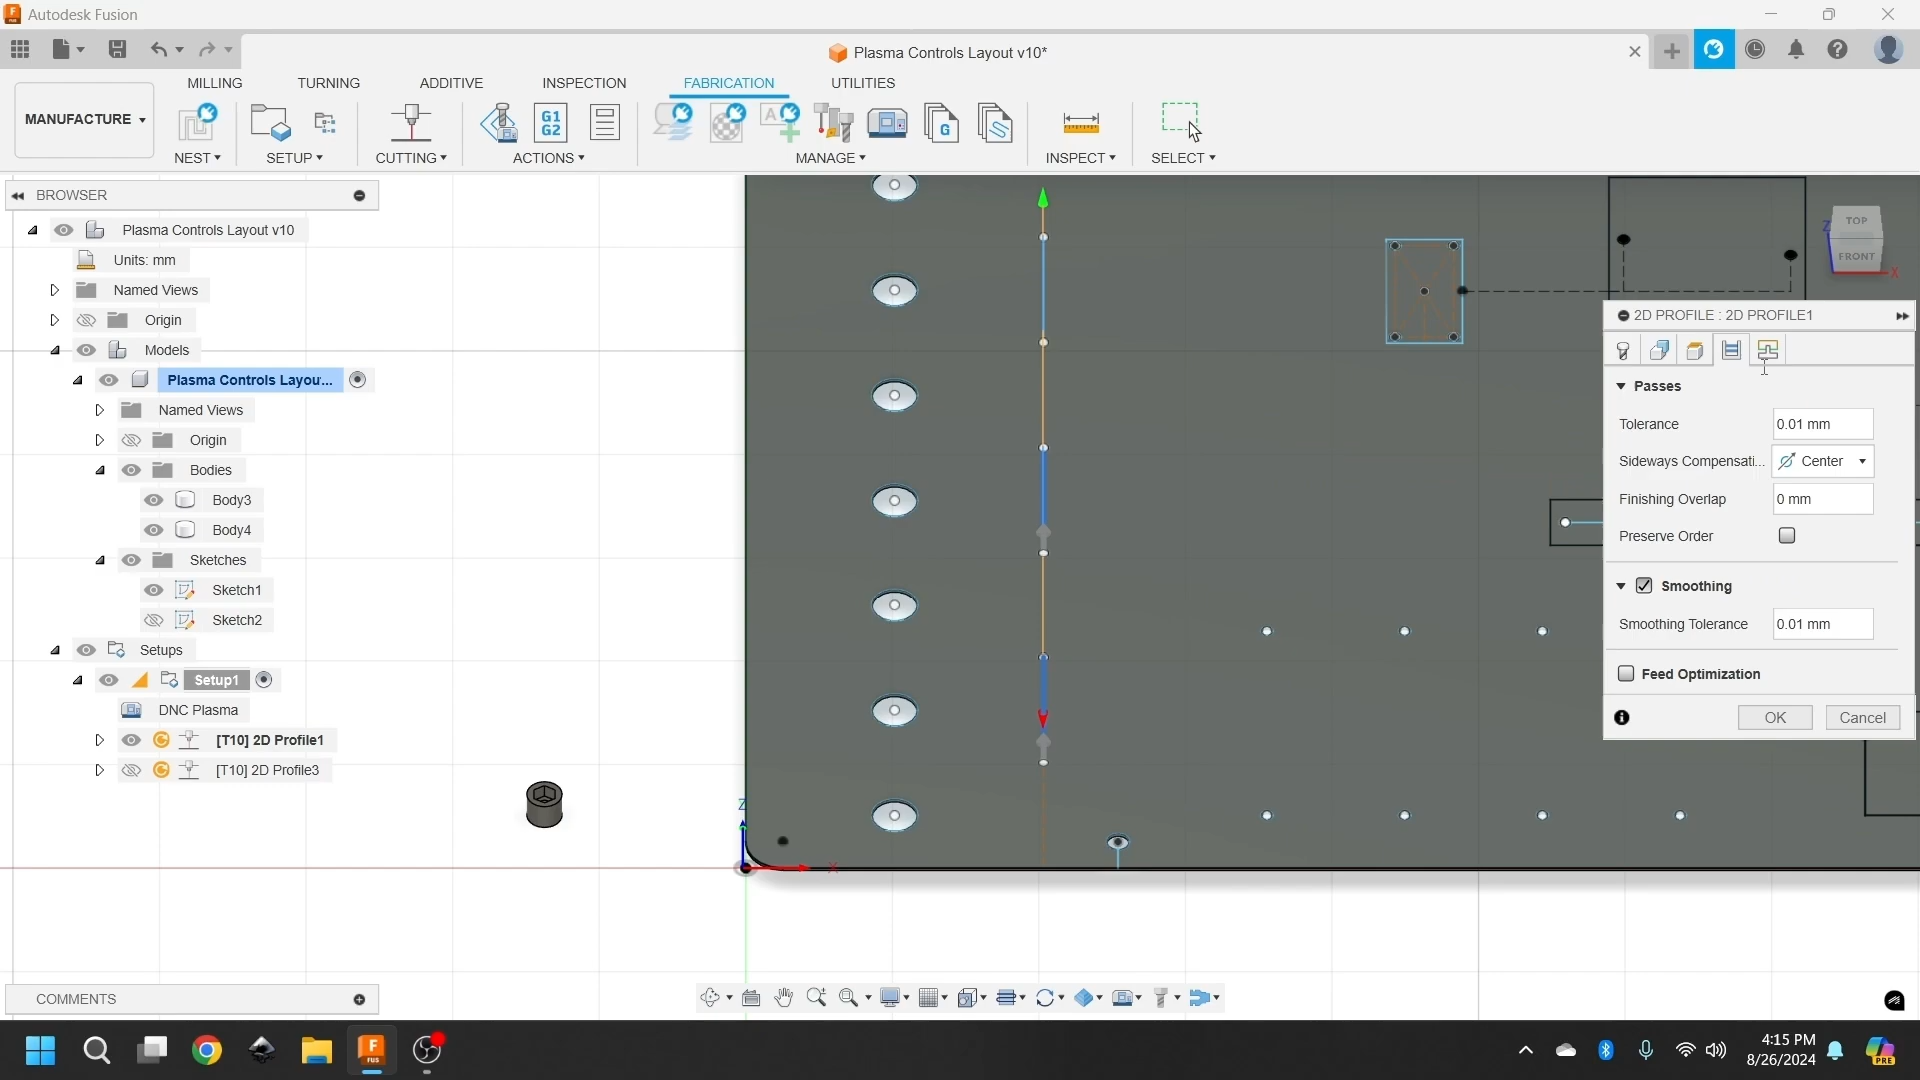 Autodesk Fusion
Plasma Controls Layout v10*
MANUFACTURE
MILLING
TURNING
ADDITIVE
INSPECTION
FABRICATION
UTILITIES
G1
G2
A
G
NEST
SETUP
CUTTING
ACTIONS
MANAGE
INSPECT
SELECT
BROWSER
Plasma Controls Layout v10
Units: mm
Named Views
Origin
Models
Plasma Controls Layou'...
Named Views
Origin
Bodies
Body3
Body4
Sketches
Sketch1
Sketch2
Setups
Setup1
DNC Plasma
[T10] 2D Profile1
[T10] 2D Profile3
Z
X
TOP
FRONT
Z
X
2D PROFILE : 2D PROFILE1
Passes
Tolerance
0.01 mm
Sideways Compensati...
Center
Finishing Overlap
0 mm
Preserve Order
Smoothing
Smoothing Tolerance
0.01 mm
Feed Optimization
OK
Cancel
COMMENTS
F
FUS
4:15 PM
8/26/2024
PRE